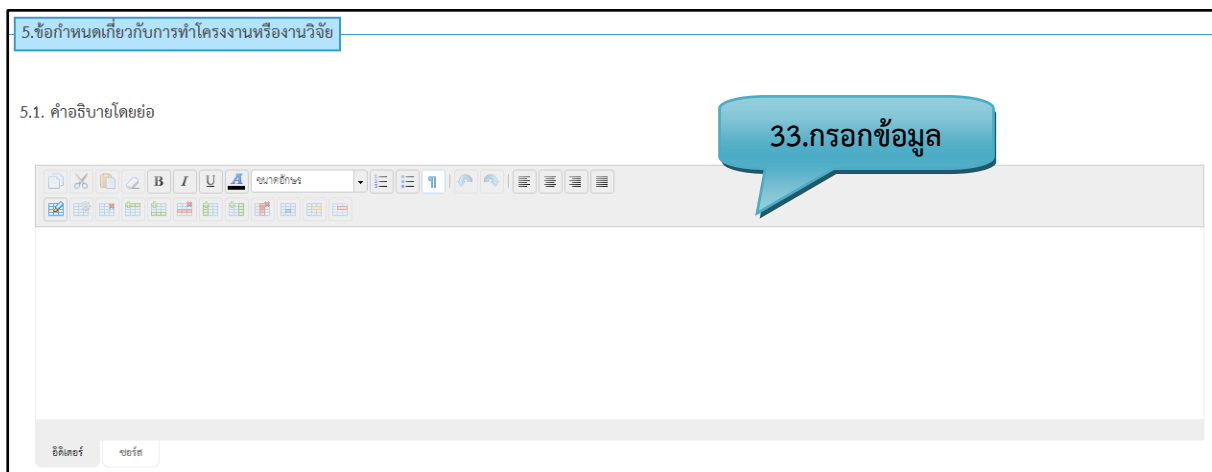 5.ข้อกำหนดเกี่ยวกับการทำโครงงานหรืองานวิจัย
5.1. คำอธิบายโดยย่อ
33.กรอกข้อมูล
B I U A ขนาดอักษร
อิดิเตอร์ ซอร์ส